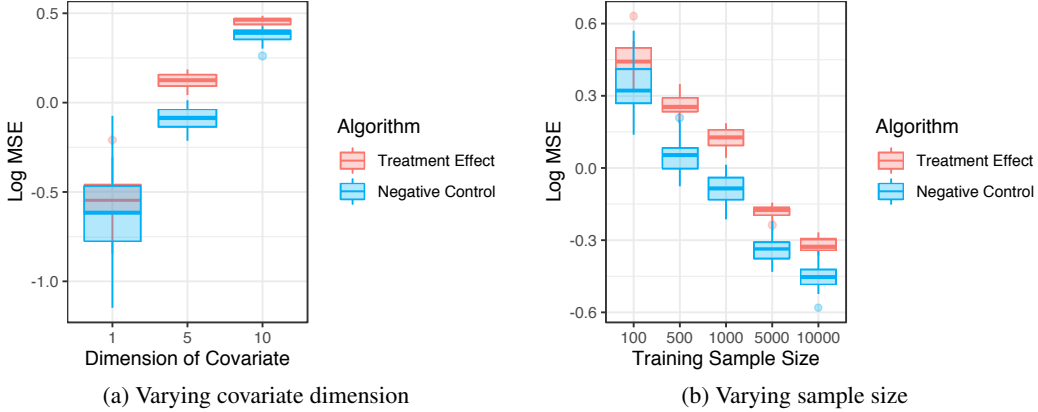 0.5
0.0
-0.5
-1.0
Log MSE
1
5
10
Dimension of Covariate
Algorithm
Treatment Effect
Negative Control
(a) Varying covariate dimension
0.6
0.3
0.0
-0.3
-0.6
Log MSE
100
500
1000
5000
10000
Training Sample Size
Algorithm
Treatment Effect
Negative Control
(b) Varying sample size